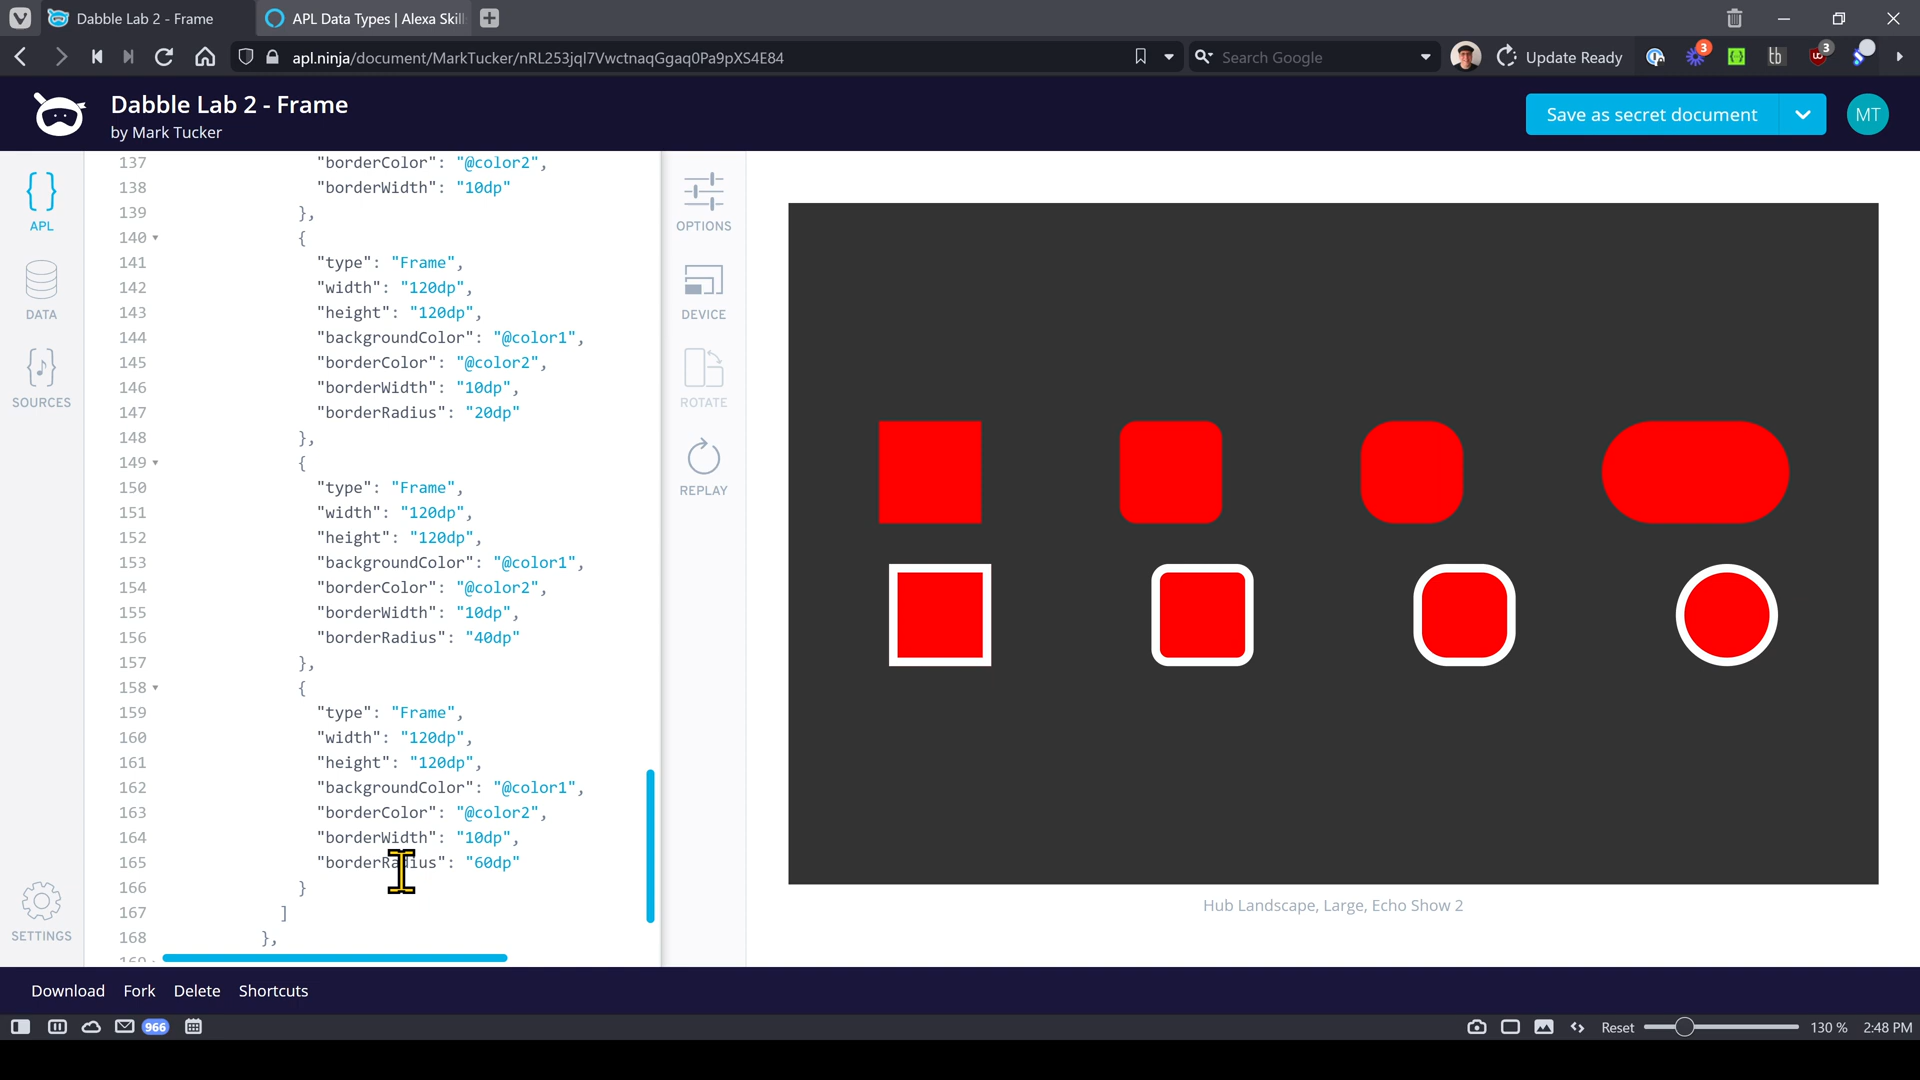 Dabble Lab 2 - Frame
APL Data Types | Alexa Skil
apl.ninja/document/MarkTucker/nRL253jql7VwctnaqGgaq0Pa9pXS4E84
Search Google
Update Ready
3
tb
3
Dabble Lab 2 - Frame
by Mark Tucker
Save as secret document
MT
APL
DATA
SOURCES
SETTINGS
137 "borderColor": "@color2",
138 "borderWidth": "10dp"
139 },
140 {
141 "type": "Frame",
142 "width": "120dp",
143 "height": "120dp",
144 "backgroundColor": "@color1",
145 "borderColor": "@color2",
146 "borderWidth": "10dp",
147 "borderRadius": "20dp"
148 },
149 {
150 "type": "Frame",
151 "width": "120dp",
152 "height": "120dp",
153 "backgroundColor": "@color1",
154 "borderColor": "@color2",
155 "borderWidth": "10dp",
156 "borderRadius": "40dp"
157 },
158 {
159 "type": "Frame",
160 "width": "120dp",
161 "height": "120dp",
162 "backgroundColor": "@color1",
163 "borderColor": "@color2",
164 "borderWidth": "10dp",
165 "borderRadius": "60dp"
166 }
167 ]
168 },
OPTIONS
DEVICE
ROTATE
REPLAY
Hub Landscape, Large, Echo Show 2
Download Fork Delete Shortcuts
966
Reset
130 %
2:48 PM